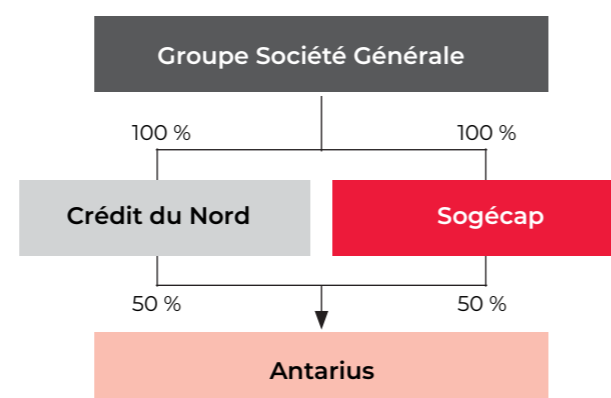 Groupe Société Générale
100 %
100 %
Crédit du Nord
Sogécap
50 %
50 %
Antarius